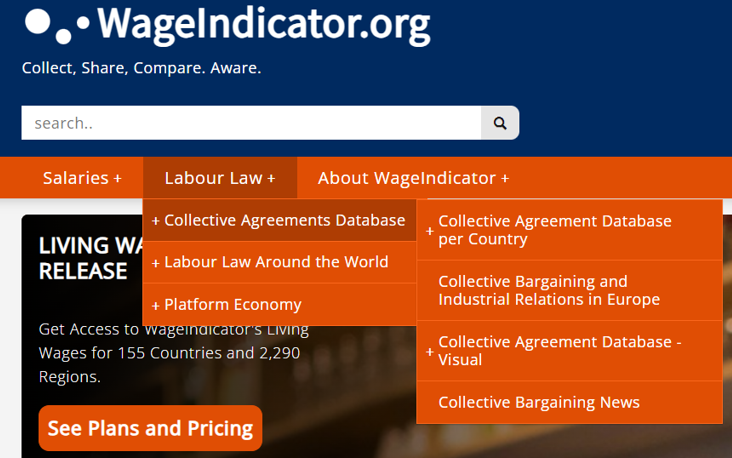 WageIndicator.org
Collect, Share, Compare. Aware.
search..
Salaries +
Labour Law +
About WageIndicator +
+ Collective Agreements Database
+ Labour Law Around the World
+ Platform Economy
+ Collective Agreement Database
per Country
Collective Bargaining and
Industrial Relations in Europe
+ Collective Agreement Database -
Visual
Collective Bargaining News
LIVING WA
RELEASE
Get Access to WageIndicator's Living
Wages for 155 Countries and 2,290
Regions.
See Plans and Pricing